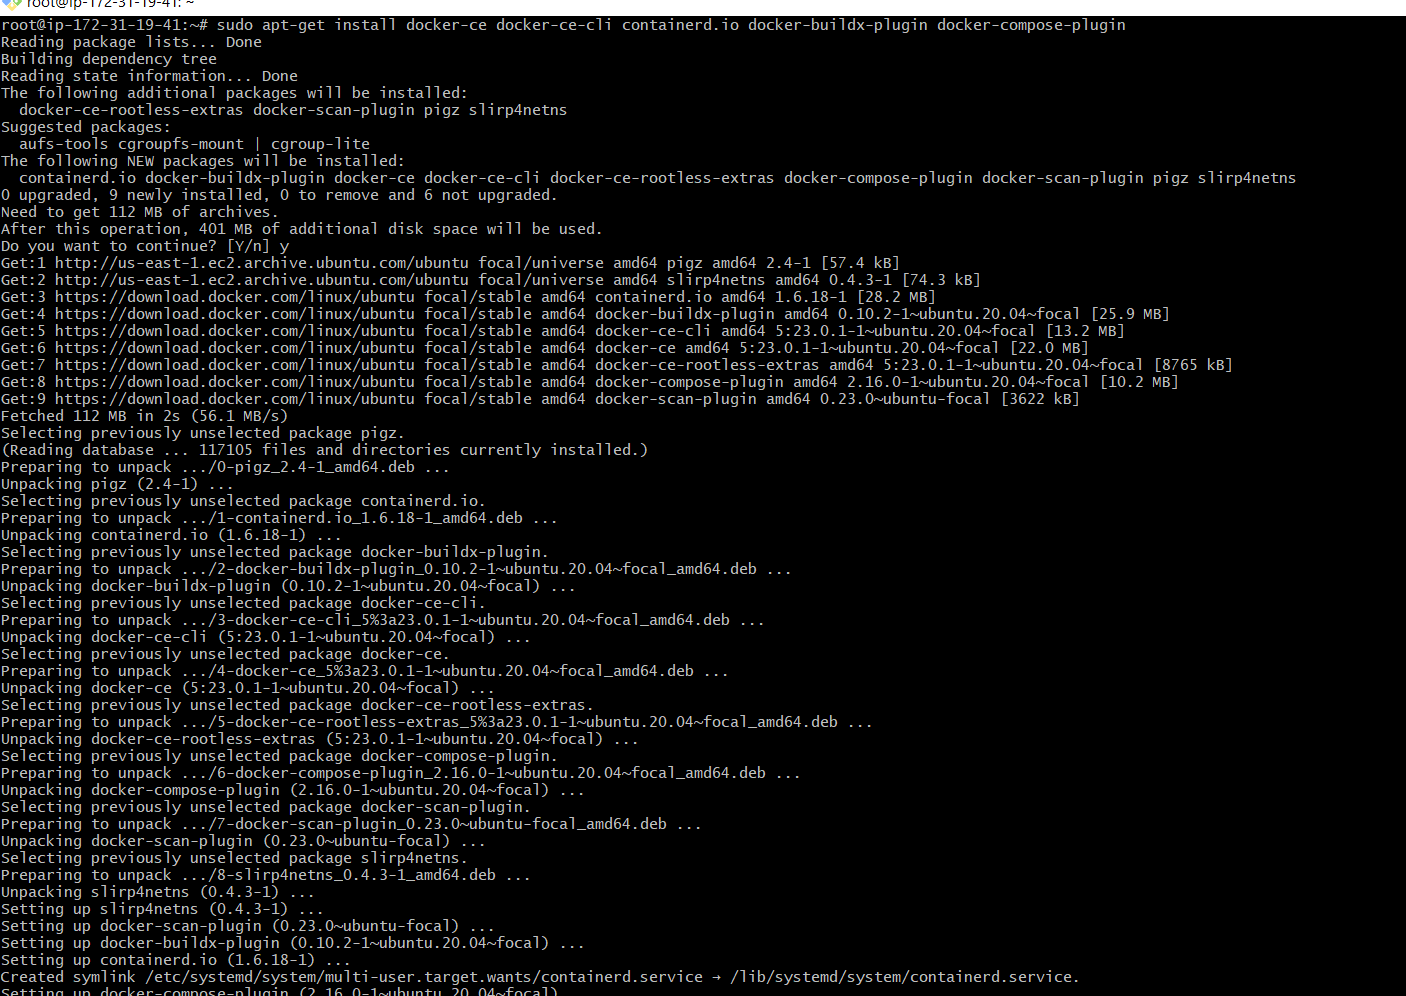 root@ip-172-31-19-41: ~
root@ip-172-31-19-41:~# sudo apt-get install docker-ce docker-ce-cli containerd.io docker-buildx-plugin docker-compose-plugin
Reading package lists... Done
Building dependency tree
Reading state information... Done
The following additional packages will be installed:
  docker-ce-rootless-extras docker-scan-plugin pigz slirp4netns
Suggested packages:
  aufs-tools cgroupfs-mount | cgroup-lite
The following NEW packages will be installed:
  containerd.io docker-buildx-plugin docker-ce docker-ce-cli docker-ce-rootless-extras docker-compose-plugin docker-scan-plugin pigz slirp4netns
0 upgraded, 9 newly installed, 0 to remove and 6 not upgraded.
Need to get 112 MB of archives.
After this operation, 401 MB of additional disk space will be used.
Do you want to continue? [Y/n] y
Get:1 http://us-east-1.ec2.archive.ubuntu.com/ubuntu focal/universe amd64 pigz amd64 2.4-1 [57.4 kB]
Get:2 http://us-east-1.ec2.archive.ubuntu.com/ubuntu focal/universe amd64 slirp4netns amd64 0.4.3-1 [74.3 kB]
Get:3 https://download.docker.com/linux/ubuntu focal/stable amd64 containerd.io amd64 1.6.18-1 [28.2 MB]
Get:4 https://download.docker.com/linux/ubuntu focal/stable amd64 docker-buildx-plugin amd64 0.10.2-1~ubuntu.20.04~focal [25.9 MB]
Get:5 https://download.docker.com/linux/ubuntu focal/stable amd64 docker-ce-cli amd64 5:23.0.1-1~ubuntu.20.04~focal [13.2 MB]
Get:6 https://download.docker.com/linux/ubuntu focal/stable amd64 docker-ce amd64 5:23.0.1-1~ubuntu.20.04~focal [22.0 MB]
Get:7 https://download.docker.com/linux/ubuntu focal/stable amd64 docker-ce-rootless-extras amd64 5:23.0.1-1~ubuntu.20.04~focal [8765 kB]
Get:8 https://download.docker.com/linux/ubuntu focal/stable amd64 docker-compose-plugin amd64 2.16.0-1~ubuntu.20.04~focal [10.2 MB]
Get:9 https://download.docker.com/linux/ubuntu focal/stable amd64 docker-scan-plugin amd64 0.23.0~ubuntu-focal [3622 kB]
Fetched 112 MB in 2s (56.1 MB/s)
Selecting previously unselected package pigz.
(Reading database ... 117105 files and directories currently installed.)
Preparing to unpack .../0-pigz_2.4-1_amd64.deb ...
Unpacking pigz (2.4-1) ...
Selecting previously unselected package containerd.io.
Preparing to unpack .../1-containerd.io_1.6.18-1_amd64.deb ...
Unpacking containerd.io (1.6.18-1) ...
Selecting previously unselected package docker-buildx-plugin.
Preparing to unpack .../2-docker-buildx-plugin_0.10.2-1~ubuntu.20.04~focal_amd64.deb ...
Unpacking docker-buildx-plugin (0.10.2-1~ubuntu.20.04~focal) ...
Selecting previously unselected package docker-ce-cli.
Preparing to unpack .../3-docker-ce-cli_5%3a23.0.1-1~ubuntu.20.04~focal_amd64.deb ...
Unpacking docker-ce-cli (5:23.0.1-1~ubuntu.20.04~focal) ...
Selecting previously unselected package docker-ce.
Preparing to unpack .../4-docker-ce_5%3a23.0.1-1~ubuntu.20.04~focal_amd64.deb ...
Unpacking docker-ce (5:23.0.1-1~ubuntu.20.04~focal) ...
Selecting previously unselected package docker-ce-rootless-extras.
Preparing to unpack .../5-docker-ce-rootless-extras_5%3a23.0.1-1~ubuntu.20.04~focal_amd64.deb ...
Unpacking docker-ce-rootless-extras (5:23.0.1-1~ubuntu.20.04~focal) ...
Selecting previously unselected package docker-compose-plugin.
Preparing to unpack .../6-docker-compose-plugin_2.16.0-1~ubuntu.20.04~focal_amd64.deb ...
Unpacking docker-compose-plugin (2.16.0-1~ubuntu.20.04~focal) ...
Selecting previously unselected package docker-scan-plugin.
Preparing to unpack .../7-docker-scan-plugin_0.23.0~ubuntu-focal_amd64.deb ...
Unpacking docker-scan-plugin (0.23.0~ubuntu-focal) ...
Selecting previously unselected package slirp4netns.
Preparing to unpack .../8-slirp4netns_0.4.3-1_amd64.deb ...
Unpacking slirp4netns (0.4.3-1) ...
Setting up slirp4netns (0.4.3-1) ...
Setting up docker-scan-plugin (0.23.0~ubuntu-focal) ...
Setting up docker-buildx-plugin (0.10.2-1~ubuntu.20.04~focal) ...
Setting up containerd.io (1.6.18-1) ...
Created symlink /etc/systemd/system/multi-user.target.wants/containerd.service → /lib/systemd/system/containerd.service.
Setting up docker-compose-plugin (2.16.0-1~ubuntu.20.04~focal)